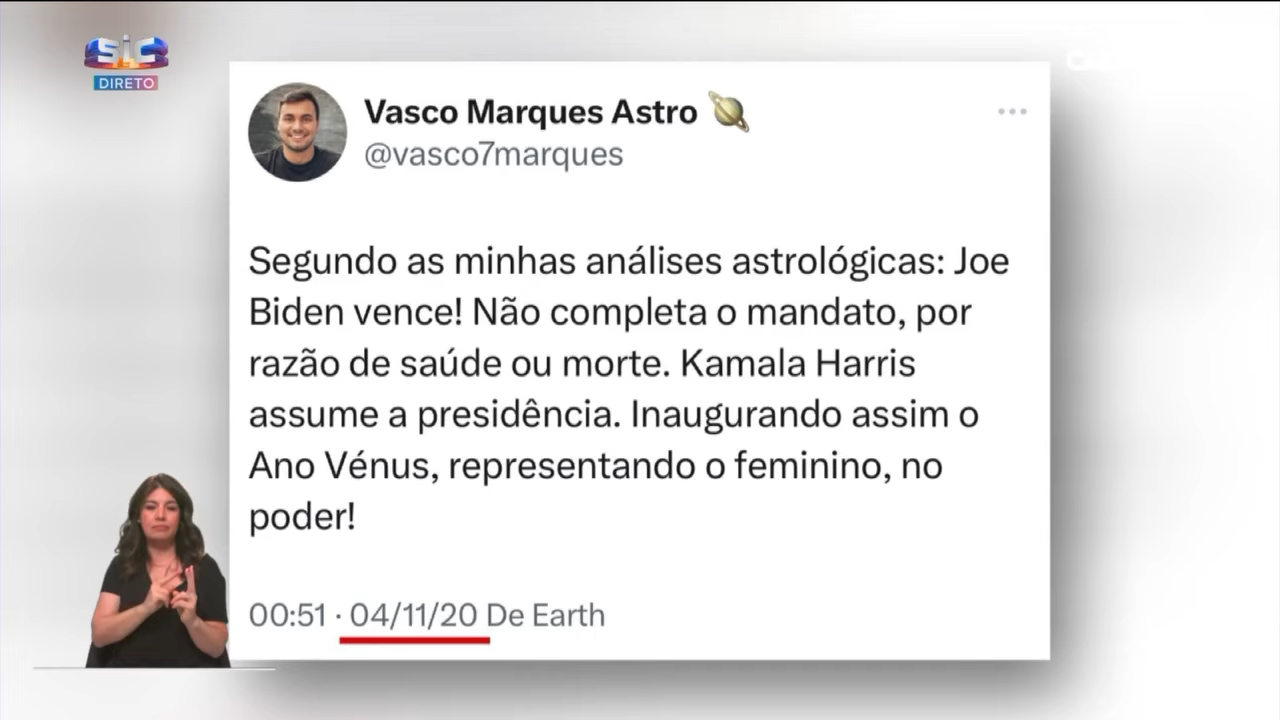 SiC
DIRETO
Vasco Marques Astro
@vasco7marques
Segundo as minhas análises astrológicas: Joe
Biden vence! Não completa o mandato, por
razão de saúde ou morte. Kamala Harris
assume a presidência. Inaugurando assim o
Ano Vénus, representando o feminino, no
poder!
00:51 · 04/11/20 De Earth